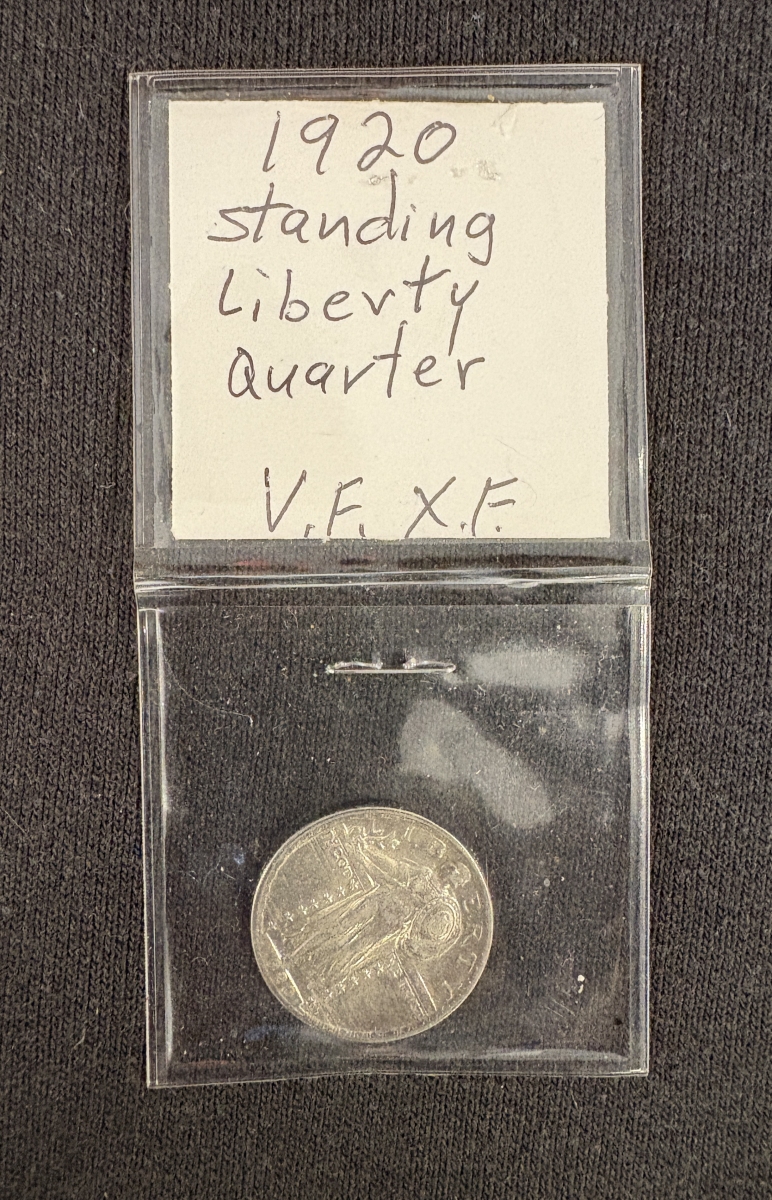 1920
Standing
Liberty
Quarter
V.F. X.F.
LIBERTY